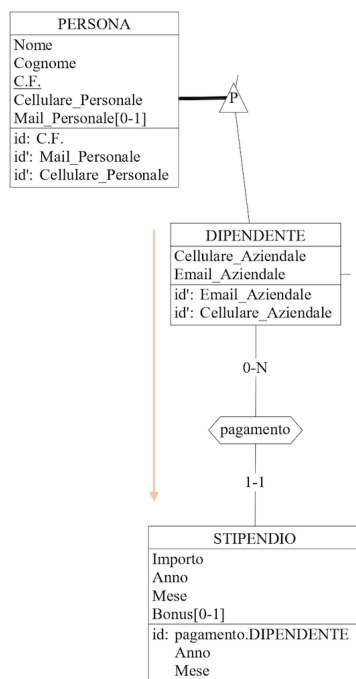 PERSONA
Nome
Cognome
C.F.
Cellulare_Personale
Mail_Personale[0-1]
id: C.F.
id': Mail_Personale
id': Cellulare_Personale
P
DIPENDENTE
Cellulare_Aziendale
Email_Aziendale
id': Email_Aziendale
id': Cellulare_Aziendale
0-N
pagamento
1-1
STIPENDIO
Importo
Anno
Mese
Bonus[0-1]
id: pagamento.DIPENDENTE
Anno
Mese